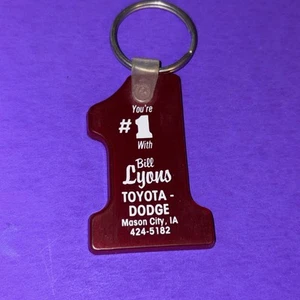 You're
#1
With
Bill
Lyons
TOYOTA -
DODGE
Mason City, IA
424-5182